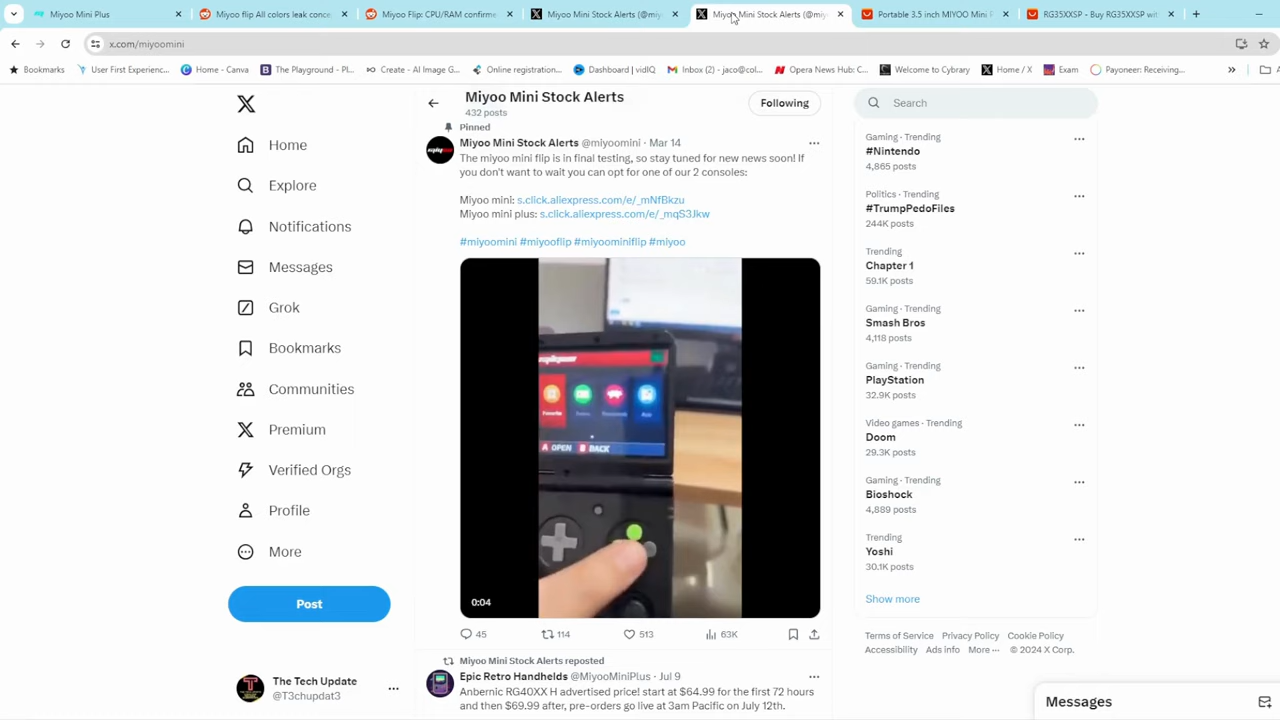 Miyoo Mini Plus
Miyoo flip All colors leak conce
Miyoo Flip: CPU/RAM confirme
Miyoo Mini Stock Alerts (@miy
Miyoo Mini Stock Alerts (@miy
Portable 3.5 inch MIYOO Mini
RG35XXSP - Buy RG35XXSP wit
x.com/miyoomini
Bookmarks
User First Experienc...
Home - Canva
The Playground - Pl...
Create - AI Image G...
Online registration...
Dashboard | vidIQ
Inbox (2) - jaco@col...
Opera News Hub: C...
Welcome to Cybrary
Home / X
Exam
Payoneer: Receiving...
Home
Explore
Notifications
Messages
Grok
Bookmarks
Communities
Premium
Verified Orgs
Profile
More
Post
The Tech Update
@T3chupdat3
Miyoo Mini Stock Alerts
432 posts
Following
Pinned
Miyoo Mini Stock Alerts @miyoomini · Mar 14
The miyoo mini flip is in final testing, so stay tuned for new news soon! If
you don't want to wait you can opt for one of our 2 consoles:
Miyoo mini: s.click.aliexpress.com/e/_mNfBkzu
Miyoo mini plus: s.click.aliexpress.com/e/_mqS3Jkw
#miyoomini #miyooflip #miyoominiflip #miyoo
A OPEN B BACK
0:04
45 114 513 63K
Miyoo Mini Stock Alerts reposted
Epic Retro Handhelds @MiyooMiniPlus · Jul 9
Anbernic RG40XX H advertised price! start at $64.99 for the first 72 hours
and then $69.99 after, pre-orders go live at 3am Pacific on July 12th.
Search
Gaming · Trending
#Nintendo
4,865 posts
Politics · Trending
#TrumpPedoFiles
244K posts
Trending
Chapter 1
59.1K posts
Gaming · Trending
Smash Bros
4,118 posts
Gaming · Trending
PlayStation
32.9K posts
Video games · Trending
Doom
29.3K posts
Gaming · Trending
Bioshock
4,889 posts
Trending
Yoshi
30.1K posts
Show more
Terms of Service Privacy Policy Cookie Policy
Accessibility Ads info More ··· © 2024 X Corp.
Messages